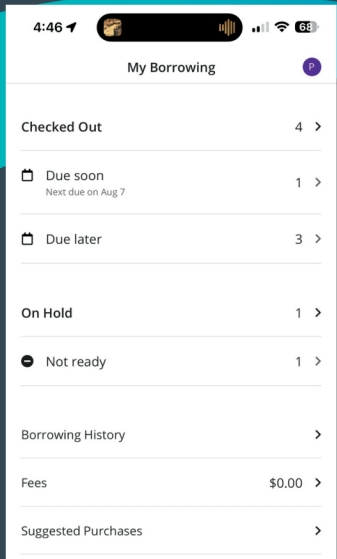 4:46
68
My Borrowing
P
Checked Out 4
Due soon 1
Next due on Aug 7
Due later 3
On Hold 1
Not ready 1
Borrowing History
Fees $0.00
Suggested Purchases